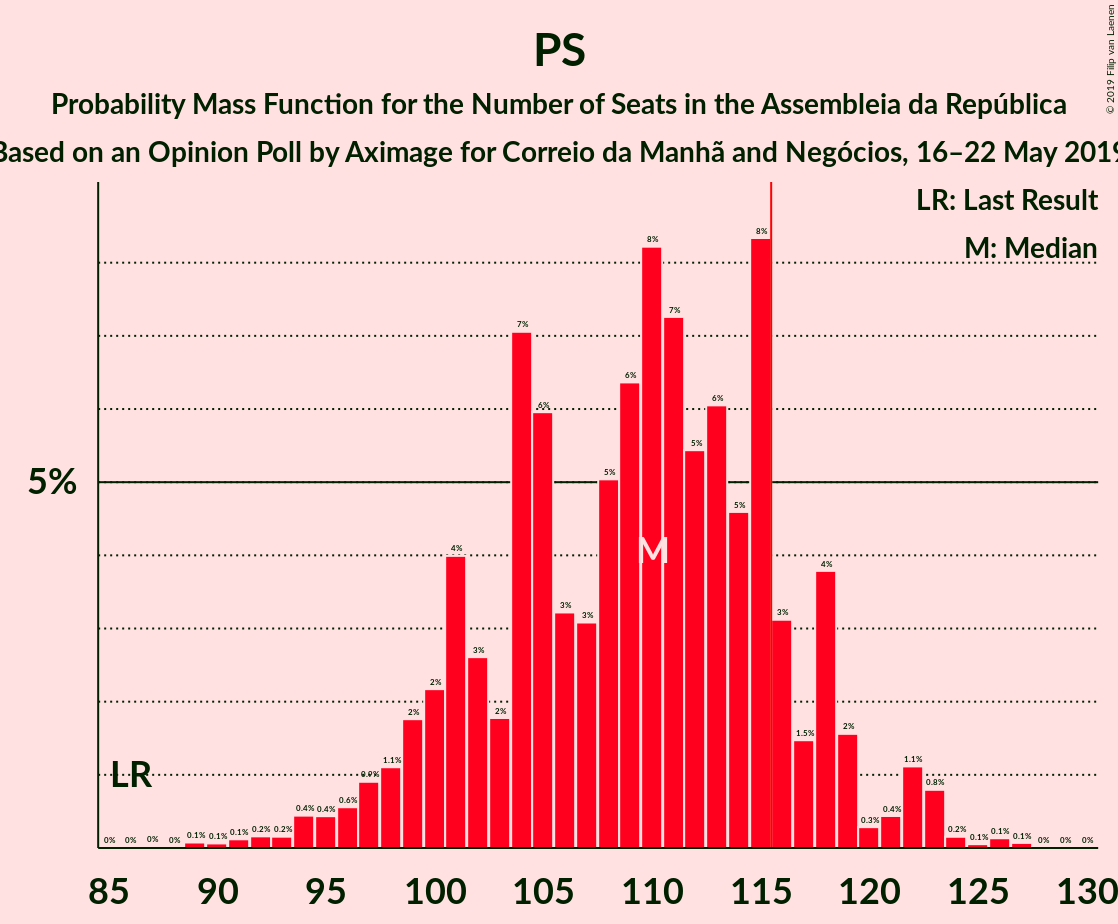 © 2019 Filip van Laenen
PS
Probability Mass Function for the Number of Seats in the Assembleia da República
Based on an Opinion Poll by Aximage for Correio da Manhã and Negócios, 16–22 May 2019
LR: Last Result
M: Median
5%
LR
M
0% 0% 0% 0% 0.1% 0.1% 0.1% 0.2% 0.2% 0.4% 0.4% 0.6% 0.9% 1.1% 2% 2% 4% 3% 2% 7% 6% 3% 3% 5% 6% 8% 7% 5% 6% 5% 8% 3% 1.5% 4% 2% 0.3% 0.4% 1.1% 0.8% 0.2% 0.1% 0.1% 0.1% 0% 0% 0%
85 90 95 100 105 110 115 120 125 130